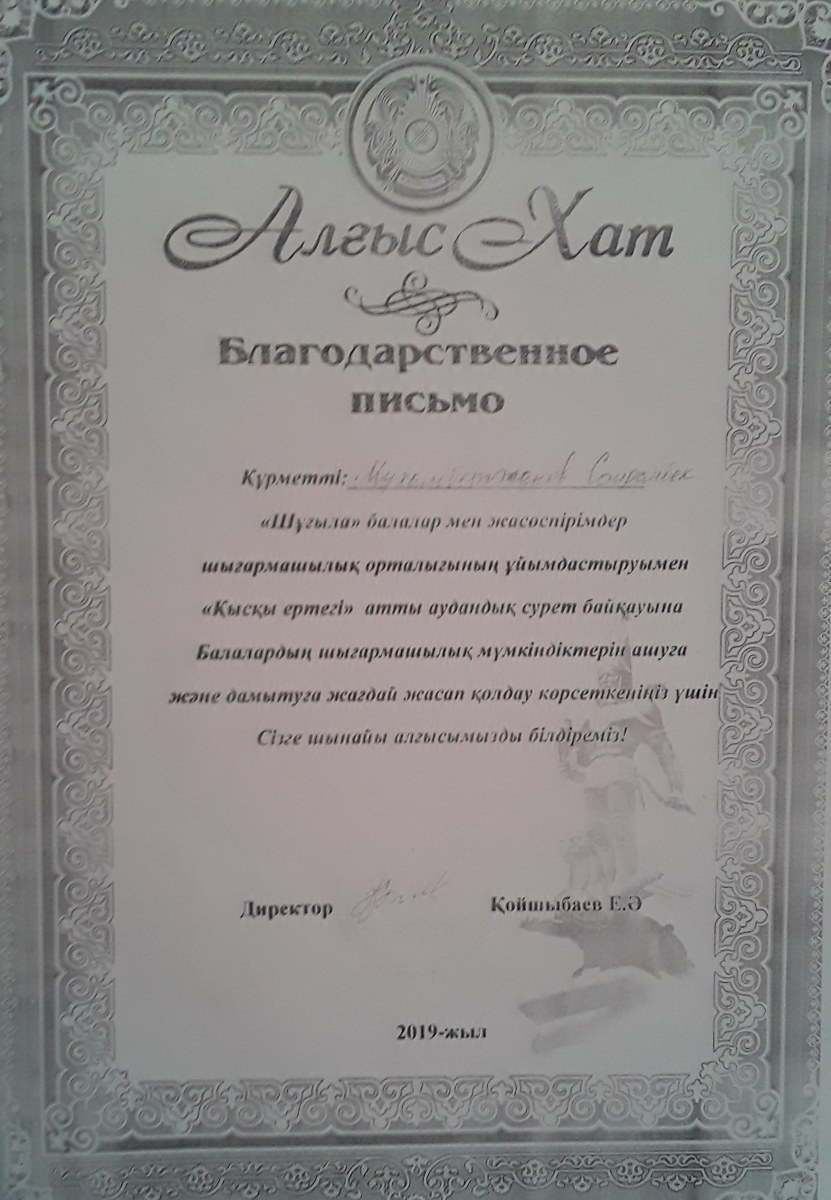 Алғыс Хат
Благодарственное
письмо
Құрметті:
«Шұғыла» балалар мен жасөспірімдер
шығармашылық орталығының ұйымдастыруымен
«Қысқы ертегі» атты аудандық сурет байқауына
Балалардың шығармашылық мүмкіндіктерін ашуға
және дамытуға жағдай жасап қолдау көрсеткеніңіз үшін
Сізге шынайы алғысымызды білдіреміз!
Директор Қойшыбаев Е.Ә
2019-жыл